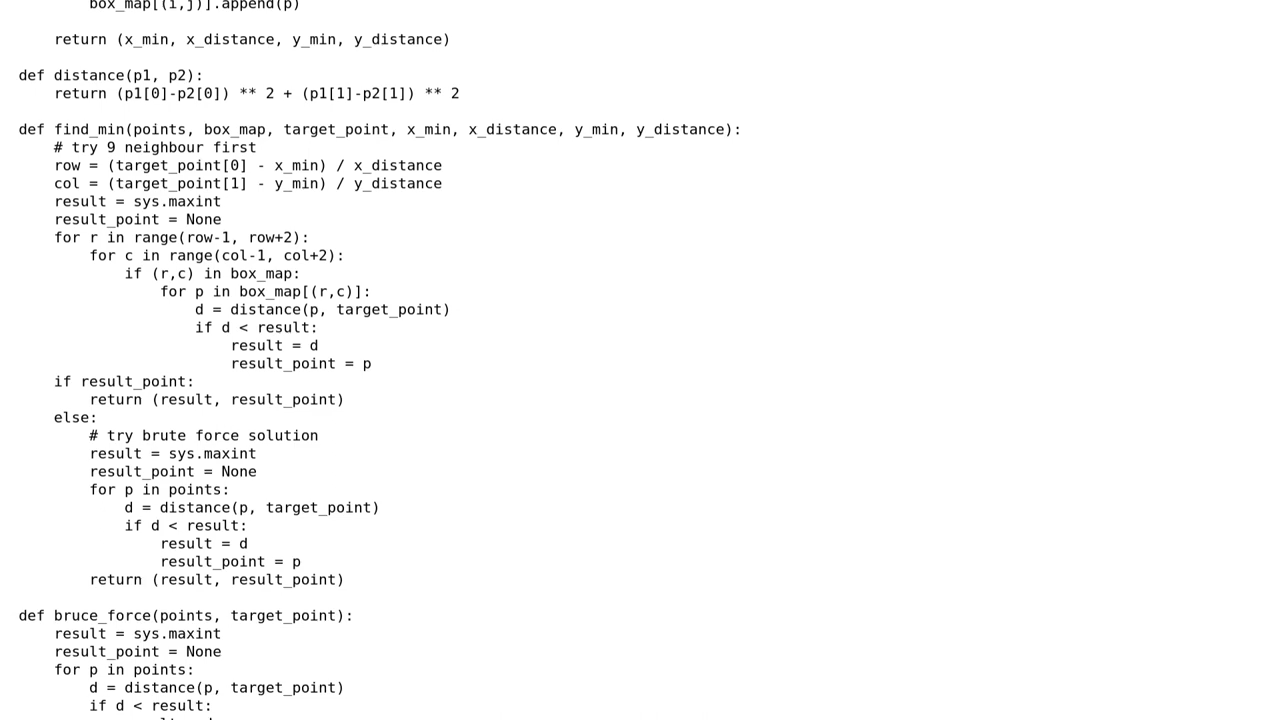 box_map[(i,j)].append(p)

    return (x_min, x_distance, y_min, y_distance)

def distance(p1, p2):
    return (p1[0]-p2[0]) ** 2 + (p1[1]-p2[1]) ** 2

def find_min(points, box_map, target_point, x_min, x_distance, y_min, y_distance):
    # try 9 neighbour first
    row = (target_point[0] - x_min) / x_distance
    col = (target_point[1] - y_min) / y_distance
    result = sys.maxint
    result_point = None
    for r in range(row-1, row+2):
        for c in range(col-1, col+2):
            if (r,c) in box_map:
                for p in box_map[(r,c)]:
                    d = distance(p, target_point)
                    if d < result:
                        result = d
                        result_point = p
    if result_point:
        return (result, result_point)
    else:
        # try brute force solution
        result = sys.maxint
        result_point = None
        for p in points:
            d = distance(p, target_point)
            if d < result:
                result = d
                result_point = p
        return (result, result_point)

def bruce_force(points, target_point):
    result = sys.maxint
    result_point = None
    for p in points:
        d = distance(p, target_point)
        if d < result: